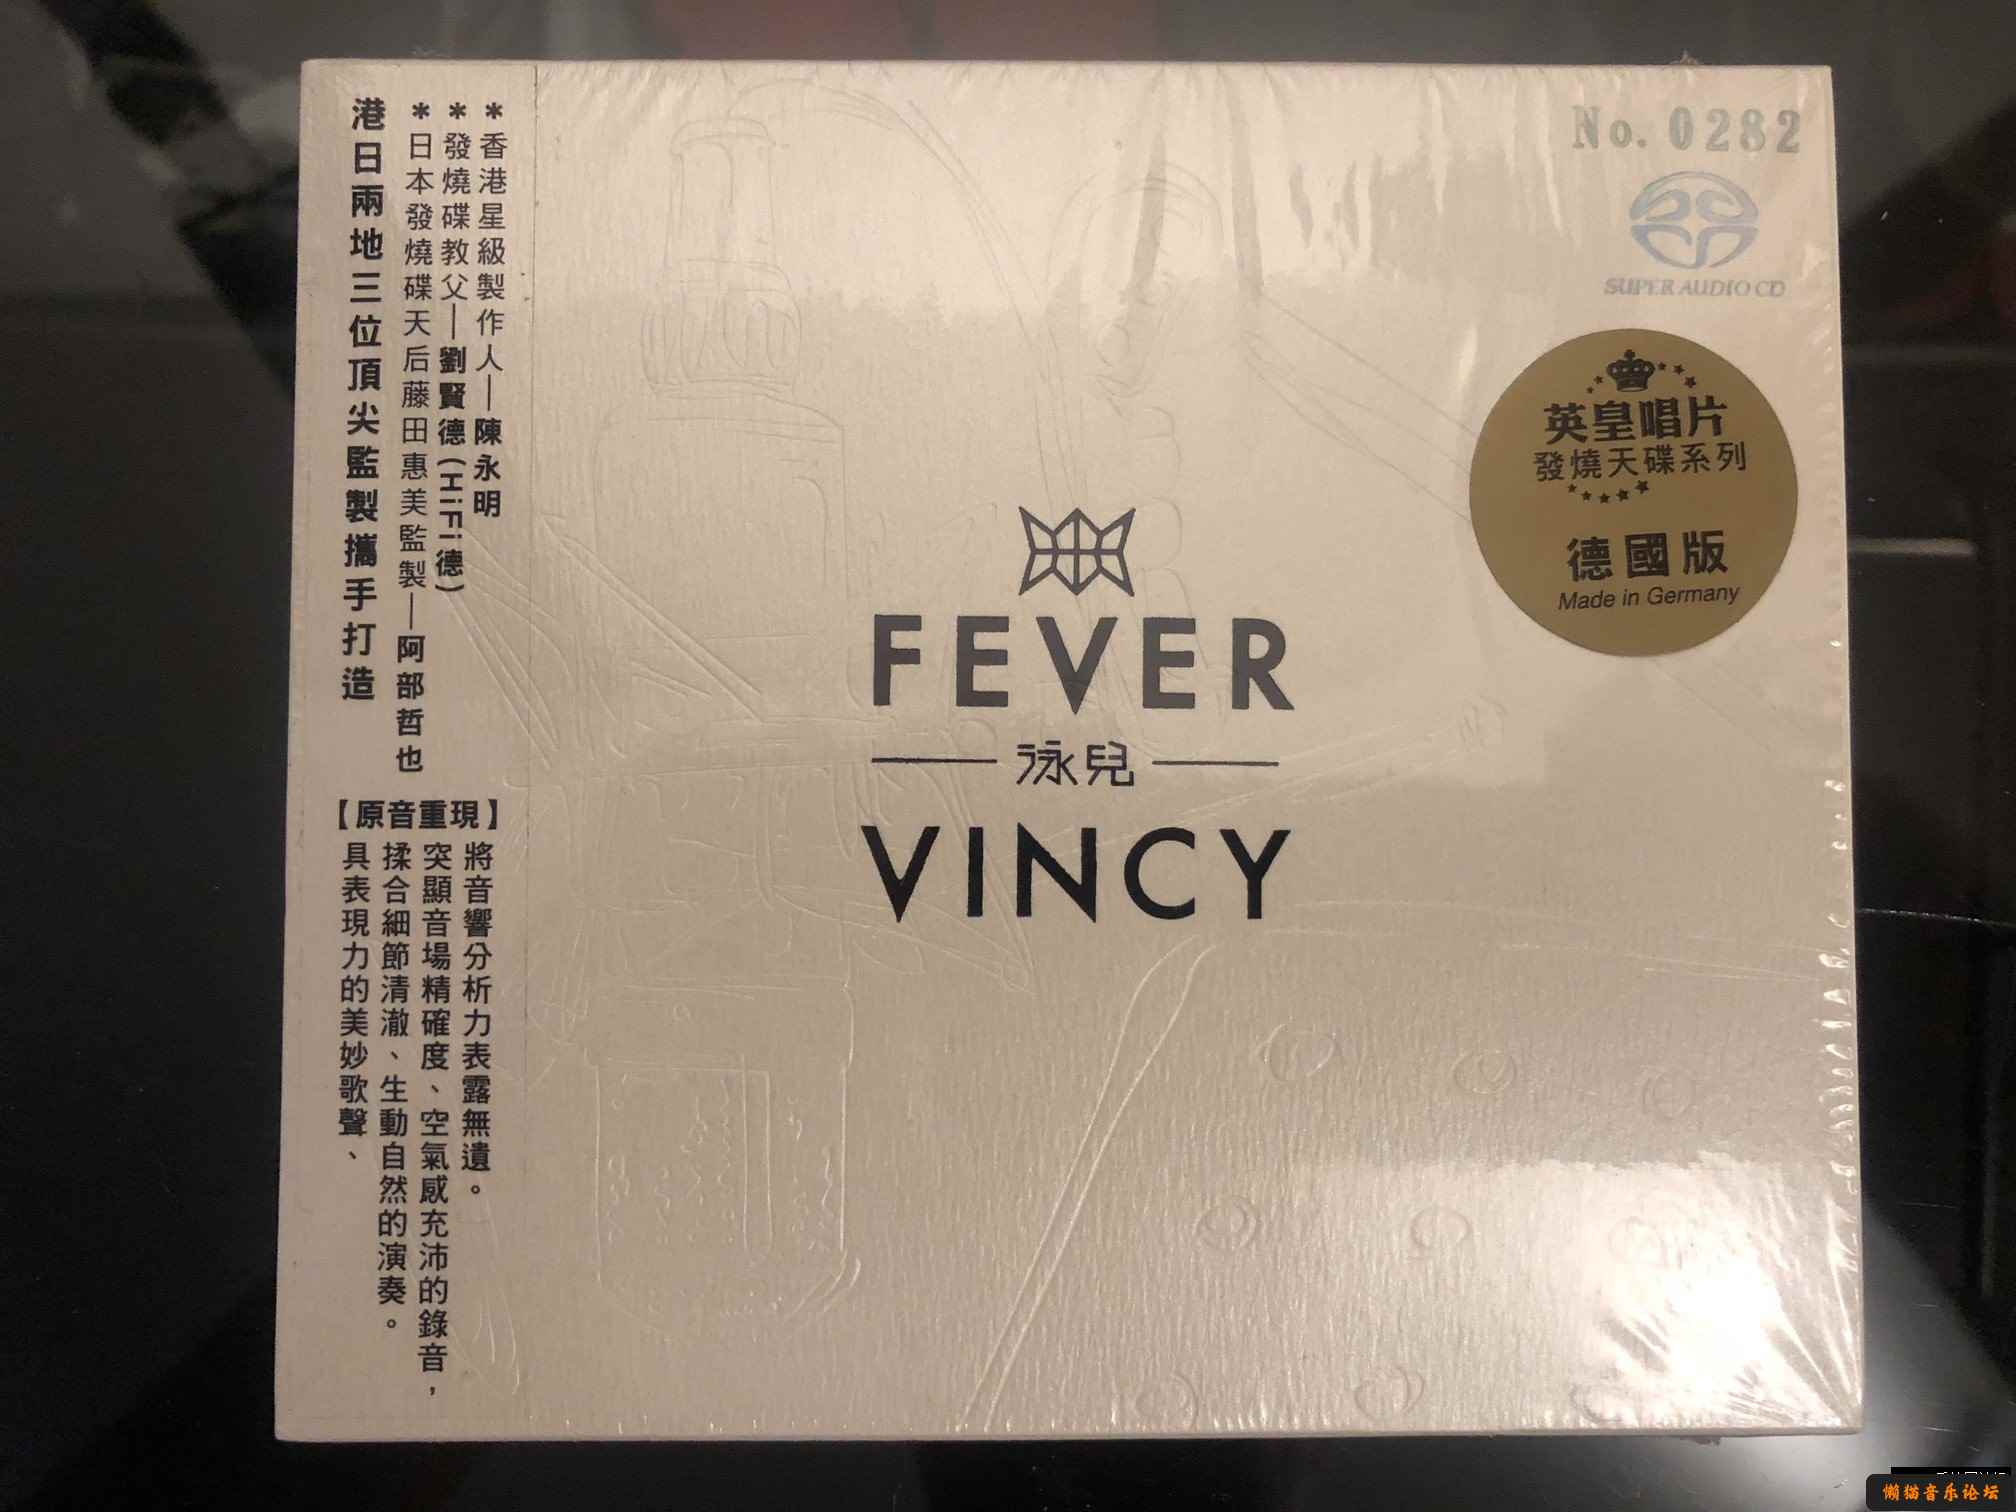 *香港星級製作人—陳永明
*發燒碟教父—劉賢德(HiFi德)
*日本發燒碟天后藤田惠美監製—阿部哲也
港日兩地三位頂尖監製攜手打造
【原音重現】
將音響分析力表露無遺。
突顯音場精確度、空氣感充沛的錄音，
揉合細節清澈、生動自然的演奏。
具表現力的美妙歌聲、
No. 0282
SUPER AUDIO CD
英皇唱片
發燒天碟系列
德國版
Made in Germany
FEVER
泳兒
VINCY
懒猫音乐论坛